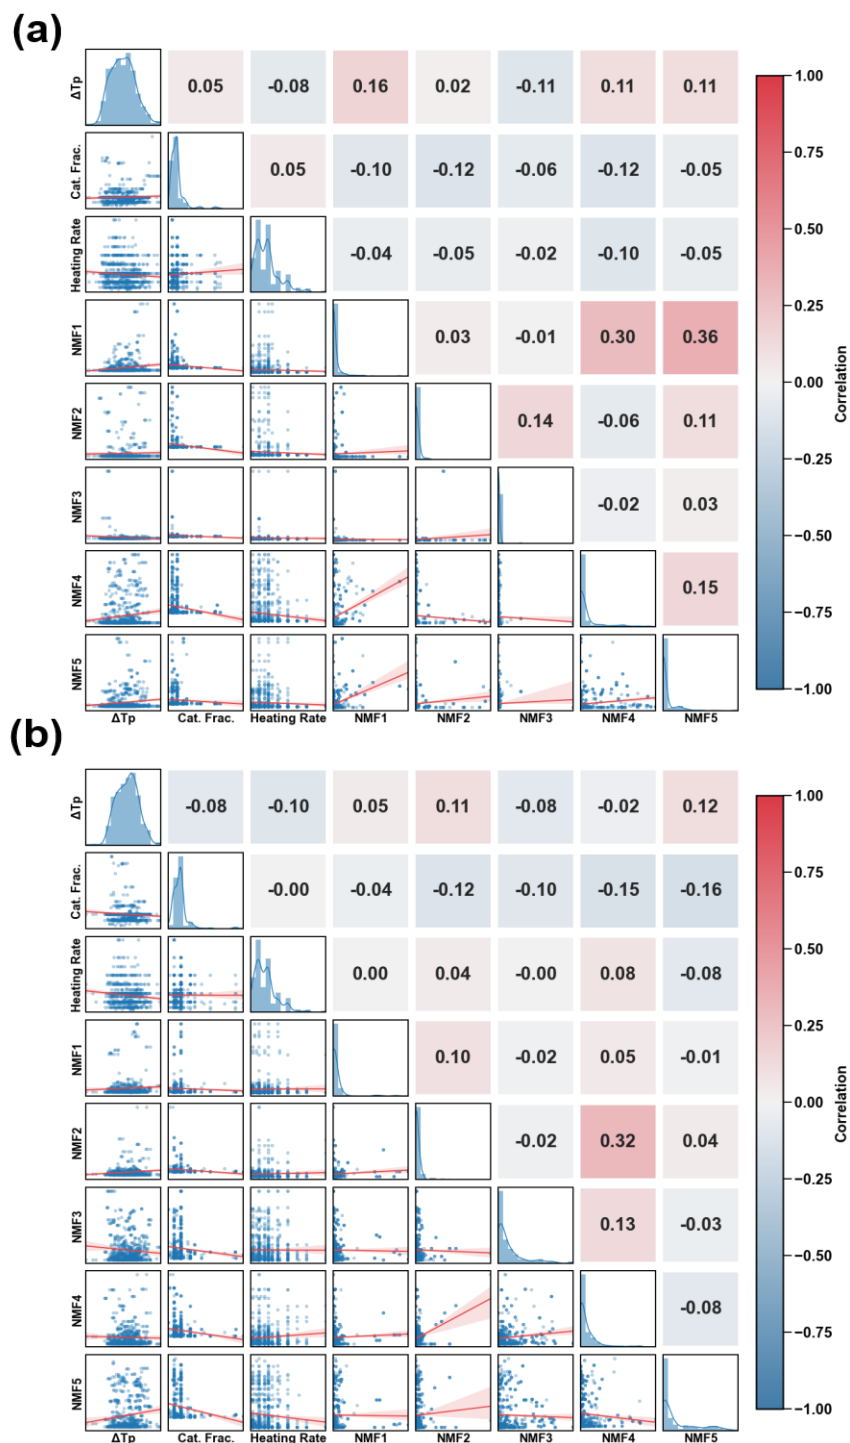 (a)
ΔTp 0.05 -0.08 0.16 0.02 -0.11 0.11 0.11
Cat. Frac. 0.05 -0.10 -0.12 -0.06 -0.12 -0.05
Heating Rate -0.04 -0.05 -0.02 -0.10 -0.05
NMF1 0.03 -0.01 0.30 0.36
NMF2 0.14 -0.06 0.11
NMF3 -0.02 0.03
NMF4 0.15
NMF5
ΔTp Cat. Frac. Heating Rate NMF1 NMF2 NMF3 NMF4 NMF5
1.00
0.75
0.50
0.25
0.00
−0.25
−0.50
−0.75
−1.00
Correlation
(b)
ΔTp -0.08 -0.10 0.05 0.11 -0.08 -0.02 0.12
Cat. Frac. -0.00 -0.04 -0.12 -0.10 -0.15 -0.16
Heating Rate 0.00 0.04 -0.00 0.08 -0.08
NMF1 0.10 -0.02 0.05 -0.01
NMF2 -0.02 0.32 0.04
NMF3 0.13 -0.03
NMF4 -0.08
NMF5
ΔTp Cat. Frac. Heating Rate NMF1 NMF2 NMF3 NMF4 NMF5
1.00
0.75
0.50
0.25
0.00
−0.25
−0.50
−0.75
−1.00
Correlation